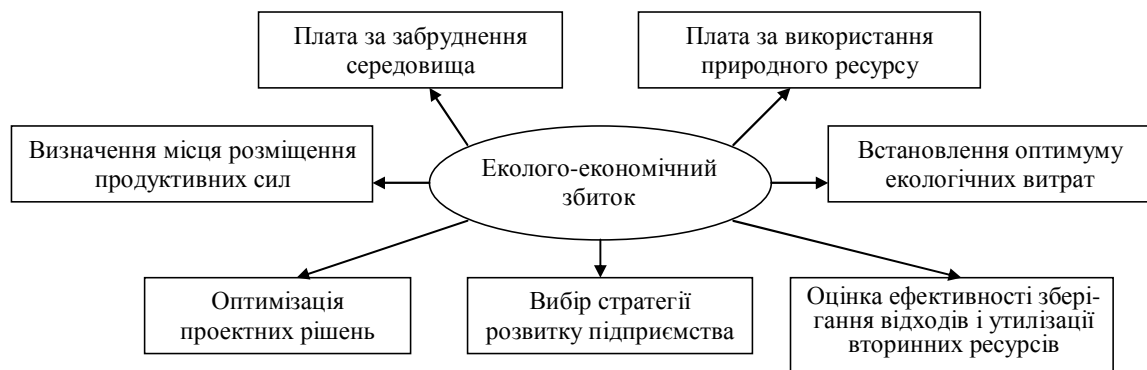 Плата за забруднення
середовища
Плата за використання
природного ресурсу
Визначення місця розміщення
продуктивних сил
Еколого-економічний
збиток
Встановлення оптимуму
екологічних витрат
Оптимізація
проектних рішень
Вибір стратегії
розвитку підприємства
Оцінка ефективності збері-
гання відходів і утилізації
вторинних ресурсів